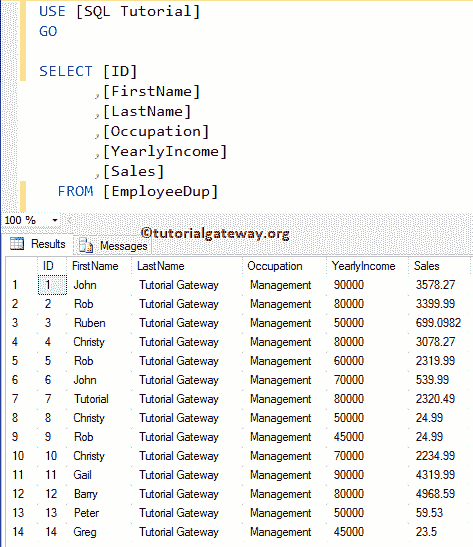 USE [SQL Tutorial]
GO
SELECT [ID]
,[FirstName]
,[LastName]
,[Occupation]
,[YearlyIncome]
,[Sales]
FROM [EmployeeDup]
100 %
©tutorialgateway.org
Results Messages
ID FirstName LastName Occupation YearlyIncome Sales
1 1 John Tutorial Gateway Management 90000 3578.27
2 2 Rob Tutorial Gateway Management 80000 3399.99
3 3 Ruben Tutorial Gateway Management 50000 699.0982
4 4 Christy Tutorial Gateway Management 80000 3078.27
5 5 Rob Tutorial Gateway Management 60000 2319.99
6 6 John Tutorial Gateway Management 70000 539.99
7 7 Tutorial Tutorial Gateway Management 80000 2320.49
8 8 Christy Tutorial Gateway Management 50000 24.99
9 9 Rob Tutorial Gateway Management 45000 24.99
10 10 Christy Tutorial Gateway Management 70000 2234.99
11 11 Gail Tutorial Gateway Management 90000 4319.99
12 12 Barry Tutorial Gateway Management 80000 4968.59
13 13 Peter Tutorial Gateway Management 50000 59.53
14 14 Greg Tutorial Gateway Management 45000 23.5